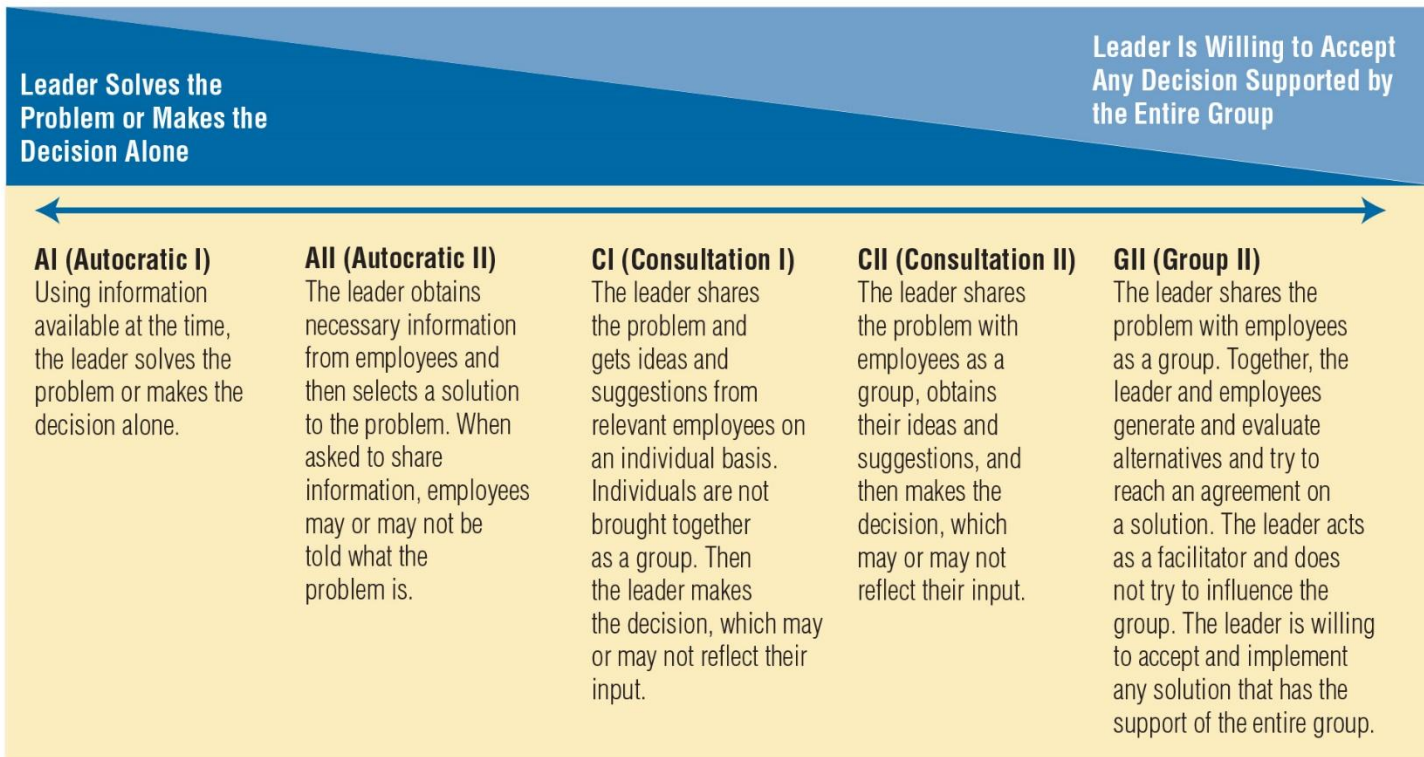 Leader Solves the
Problem or Makes the
Decision Alone
Leader Is Willing to Accept
Any Decision Supported by
the Entire Group
AI (Autocratic I)
Using information
available at the time,
the leader solves the
problem or makes the
decision alone.
AII (Autocratic II)
The leader obtains
necessary information
from employees and
then selects a solution
to the problem. When
asked to share
information, employees
may or may not be
told what the
problem is.
CI (Consultation I)
The leader shares
the problem and
gets ideas and
suggestions from
relevant employees on
an individual basis.
Individuals are not
brought together
as a group. Then
the leader makes
the decision, which may
or may not reflect their
input.
CII (Consultation II)
The leader shares
the problem with
employees as a
group, obtains
their ideas and
suggestions, and
then makes the
decision, which
may or may not
reflect their input.
GII (Group II)
The leader shares the
problem with employees
as a group. Together, the
leader and employees
generate and evaluate
alternatives and try to
reach an agreement on
a solution. The leader acts
as a facilitator and does
not try to influence the
group. The leader is willing
to accept and implement
any solution that has the
support of the entire group.